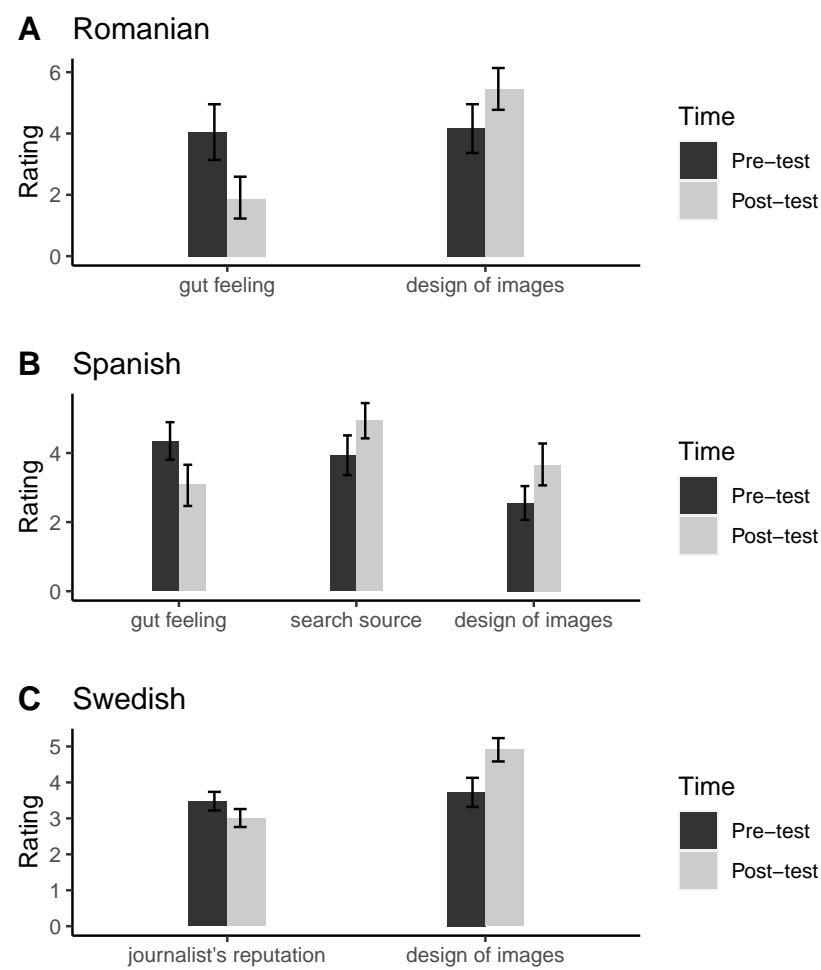 A Romanian
6
4
2
0
Rating
gut feeling design of images
Time
Pre−test
Post−test
B Spanish
4
2
0
Rating
gut feeling search source design of images
Time
Pre−test
Post−test
C Swedish
5
4
3
2
1
0
Rating
journalist's reputation design of images
Time
Pre−test
Post−test